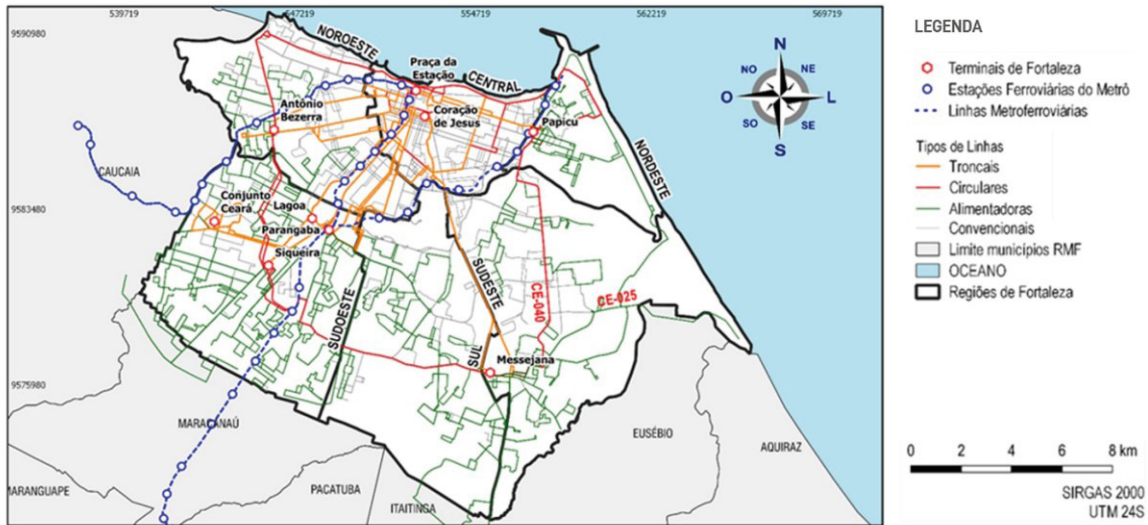 539719
547219
554719
562219
569719
9590980
9583480
9575980
NOROESTE
Praça da
Estação
CENTRAL
Antônio
Bezerra
Coração
de Jesus
Papicu
NORDESTE
CAUCAIA
Conjunto
Ceará
Lagoa
Parangaba
Siqueira
SUDOESTE
SUDESTE
CE-040
CE-025
SUL
Messejana
MARACANAÚ
EUSÉBIO
AQUIRAZ
MARANGUAPE
PACATUBA
ITAITINGA
N
NO
NE
O
L
SO
SE
S
LEGENDA
Terminais de Fortaleza
Estações Ferroviárias do Metrô
Linhas Metroferroviárias
Tipos de Linhas
Troncais
Circulares
Alimentadoras
Convencionais
Limite municípios RMF
OCEANO
Regiões de Fortaleza
0 2 4 6 8 km
SIRGAS 2000
UTM 24S